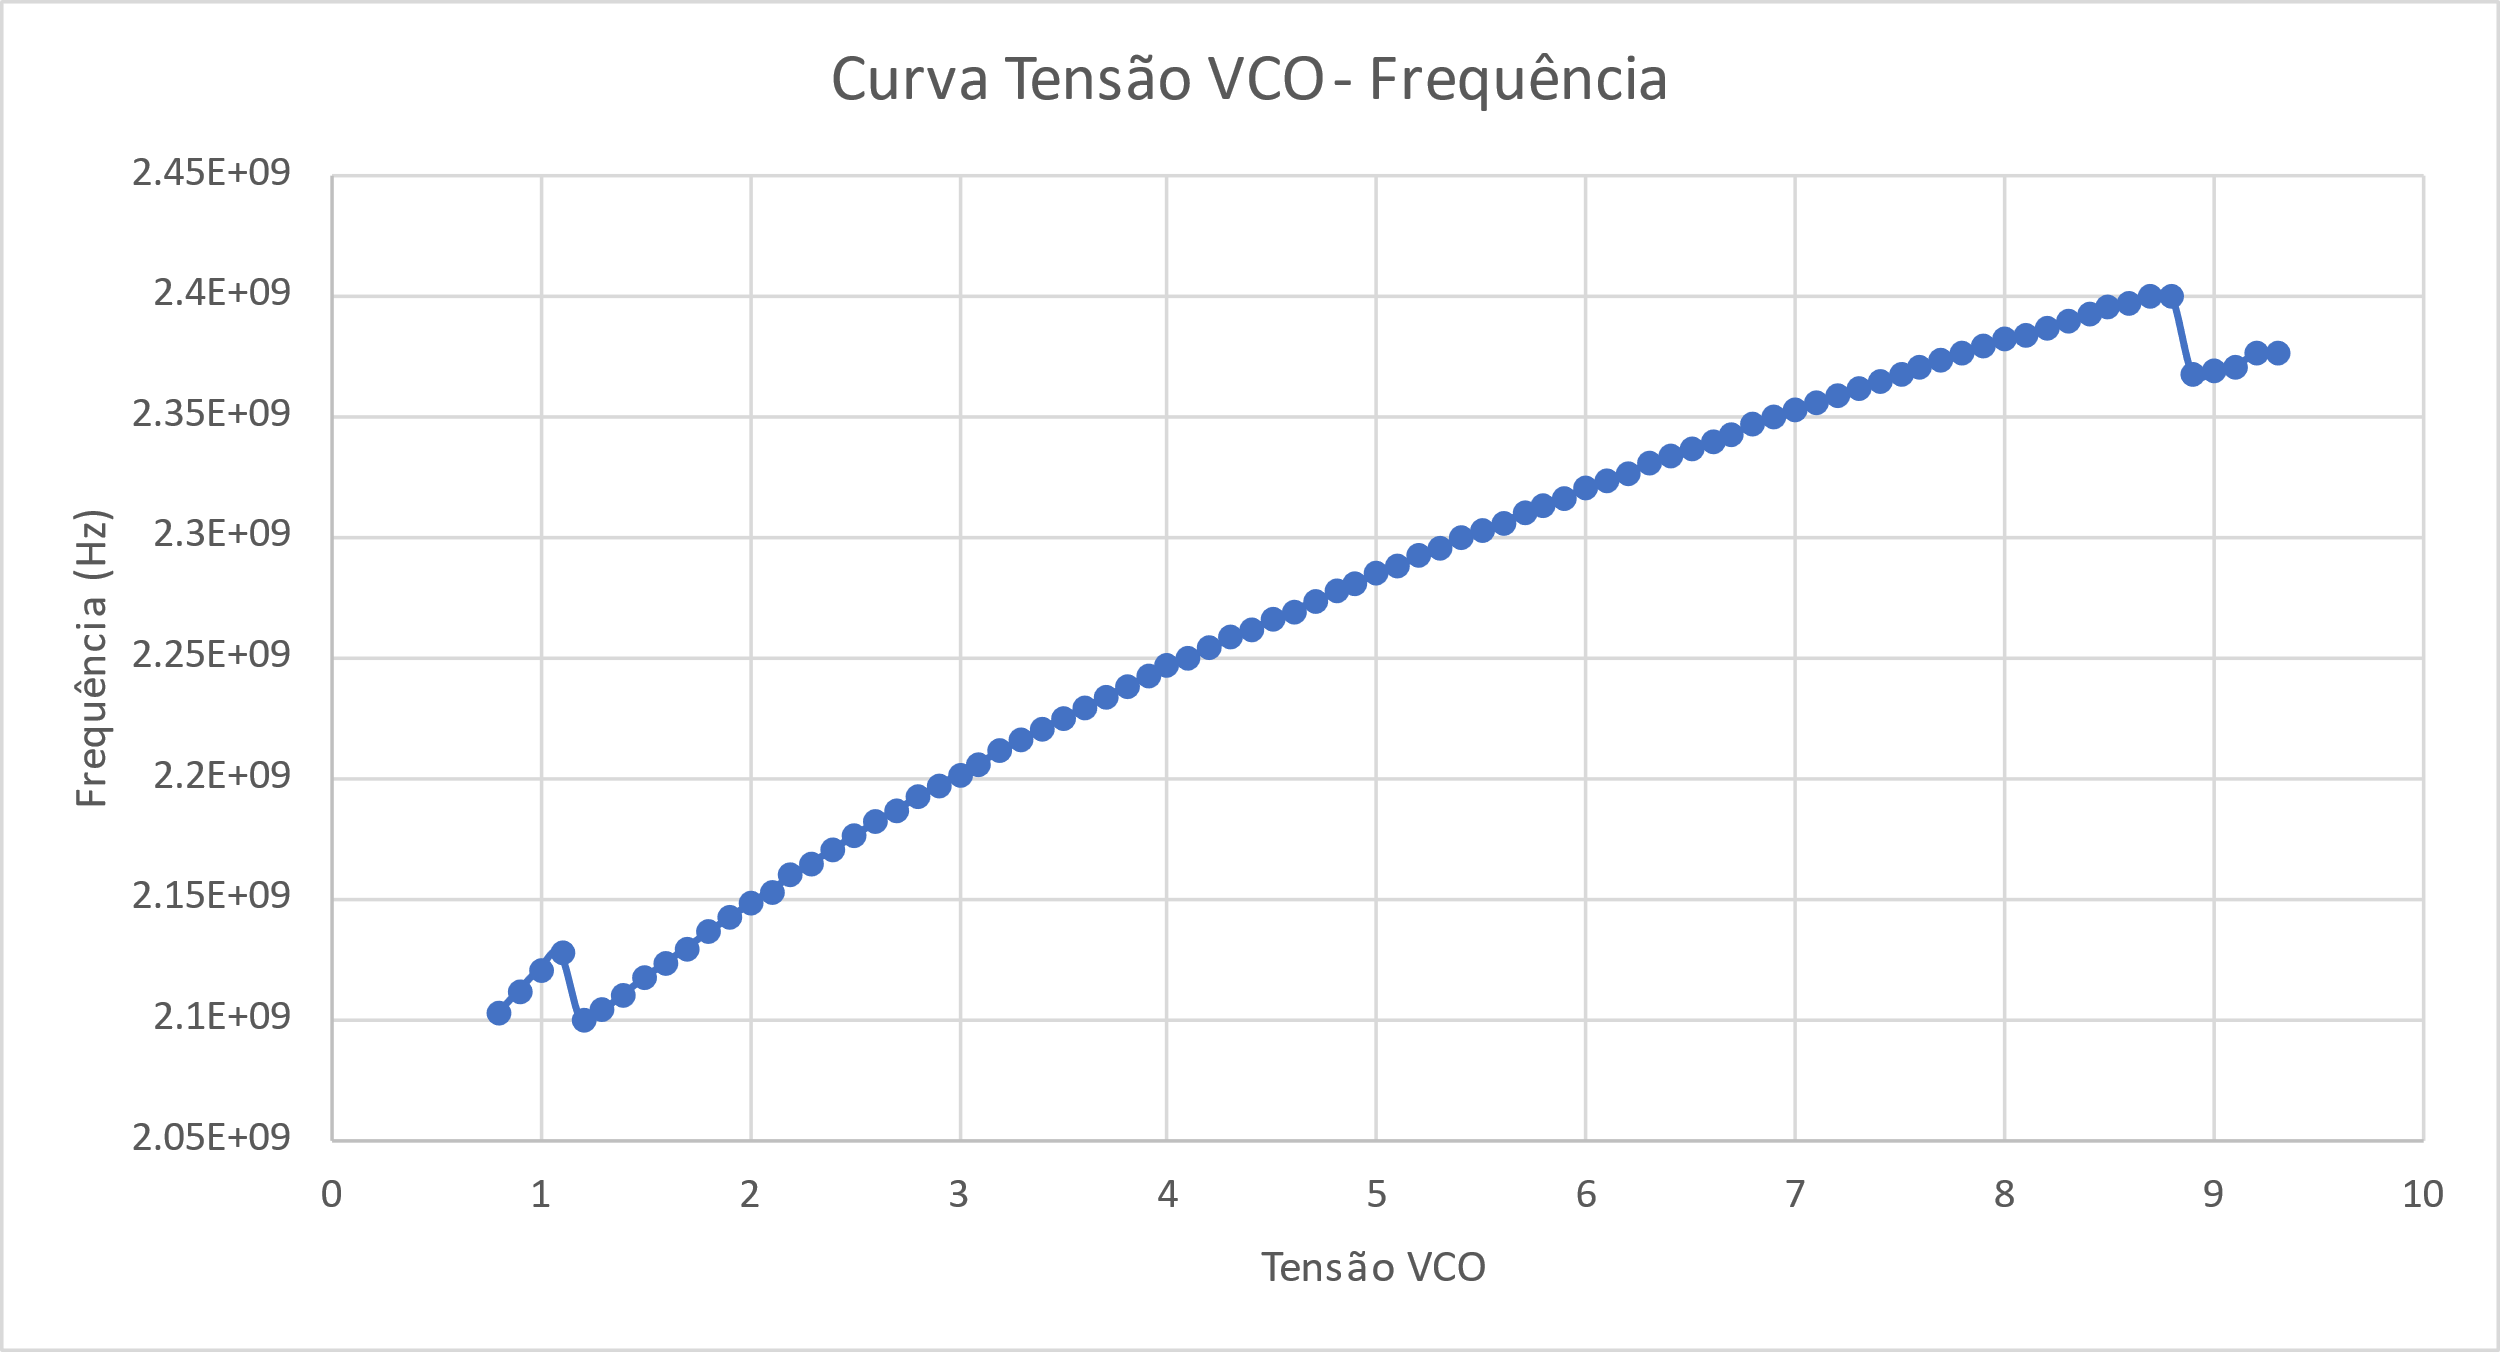 Curva Tensão VCO - Frequência
2.45E+09
2.4E+09
2.35E+09
2.3E+09
2.25E+09
2.2E+09
2.15E+09
2.1E+09
2.05E+09
Frequência (Hz)
0 1 2 3 4 5 6 7 8 9 10
Tensão VCO